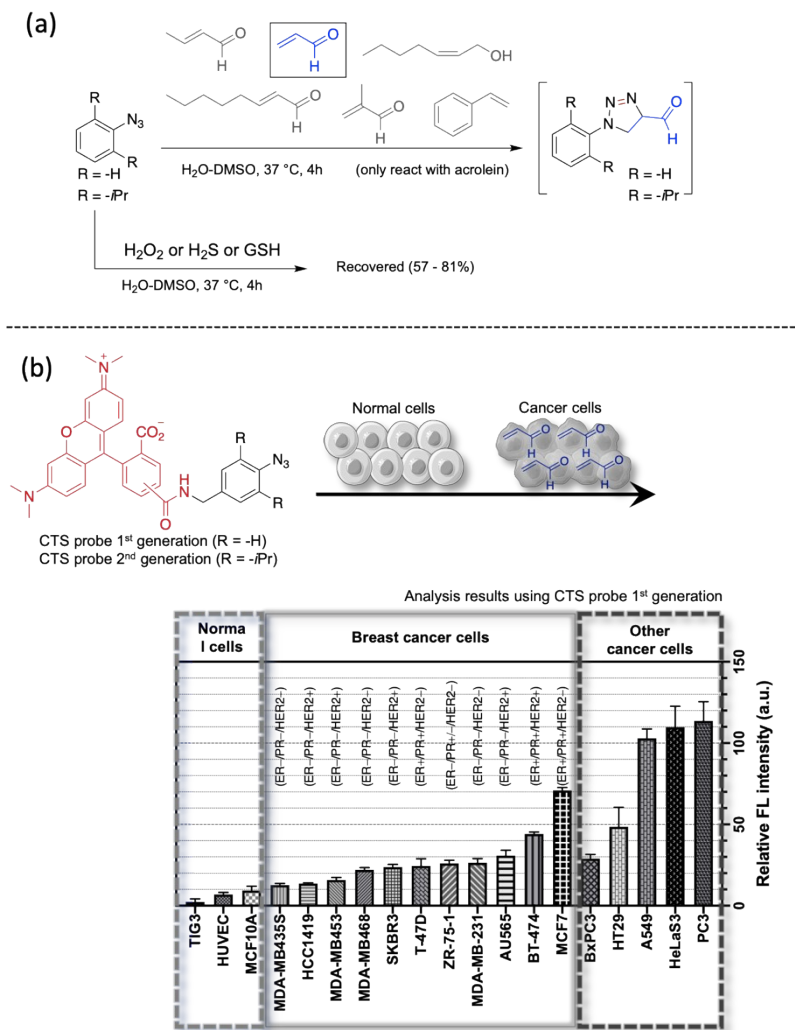 (a)
O
H
O
H
OH
R
N3
R
R = -H
R = -iPr
O
H
O
H
H2O-DMSO, 37 °C, 4h
(only react with acrolein)
R
N=N
N
R
O
H
R = -H
R = -iPr
H2O2 or H2S or GSH
H2O-DMSO, 37 °C, 4h
Recovered (57 - 81%)
(b)
N+
O
N
CO2−
H
N
O
R
N3
R
CTS probe 1st generation (R = -H)
CTS probe 2nd generation (R = -iPr)
Normal cells
Cancer cells
O
H
O
H
O
H
O
H
Analysis results using CTS probe 1st generation
Norma
l cells
Breast cancer cells
Other
cancer cells
(ER−/PR−/HER2−)
(ER−/PR−/HER2+)
(ER−/PR−/HER2+)
(ER−/PR−/HER2−)
(ER−/PR−/HER2+)
(ER+/PR+/HER2−)
(ER−/PR+/−/HER2−)
(ER−/PR−/HER2−)
(ER−/PR−/HER2+)
(ER+/PR+/HER2+)
(ER+/PR+/HER2−)
150
100
50
0
Relative FL intensity (a.u.)
TIG3
HUVEC
MCF10A
MDA-MB435S
HCC1419
MDA-MB453
MDA-MB468
SKBR3
T-47D
ZR-75-1
MDA-MB-231
AU565
BT-474
MCF7
BxPC3
HT29
A549
HeLaS3
PC3